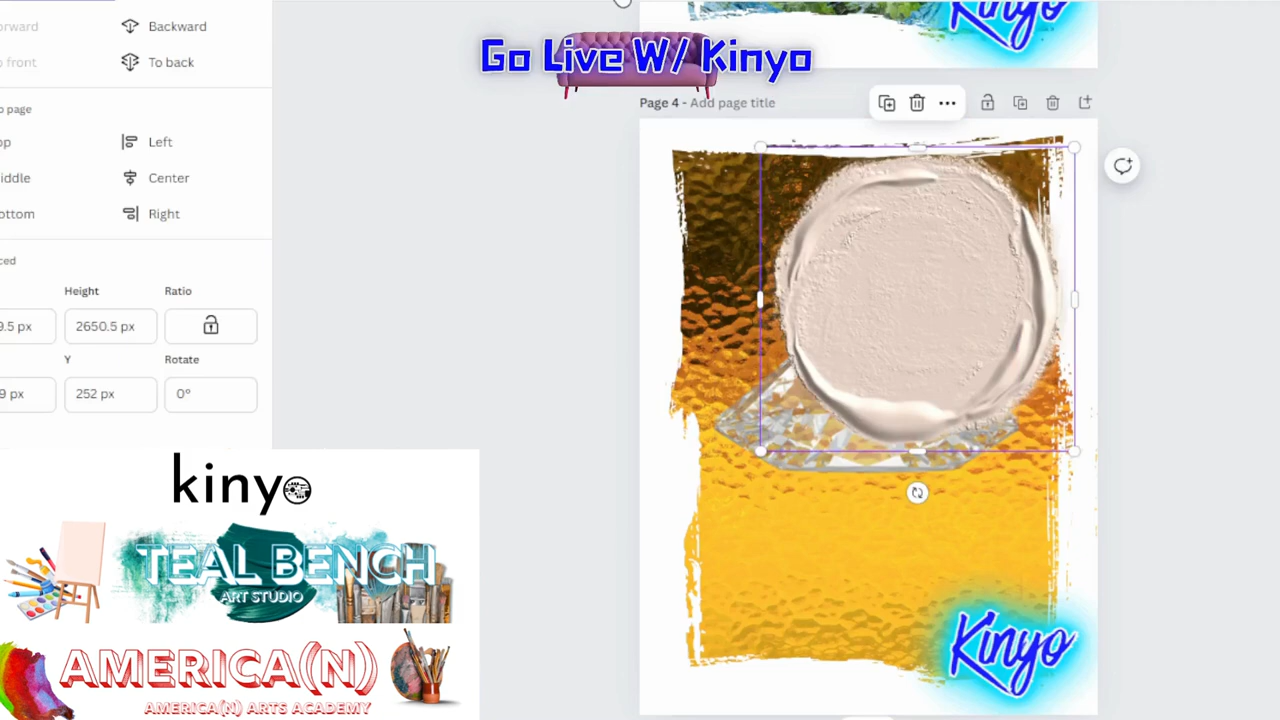 orward
Backward
o front
To back
o page
op
Left
iddle
Center
ottom
Right
ced
Height
Ratio
9.5 px
2650.5 px
Y
Rotate
9 px
252 px
0°
kinyo
TEAL BENCH
ART STUDIO
AMERICA(N)
AMERICA(N) ARTS ACADEMY
Kinyo
Go Live W/ Kinyo
Page 4 - Add page title
Kinyo